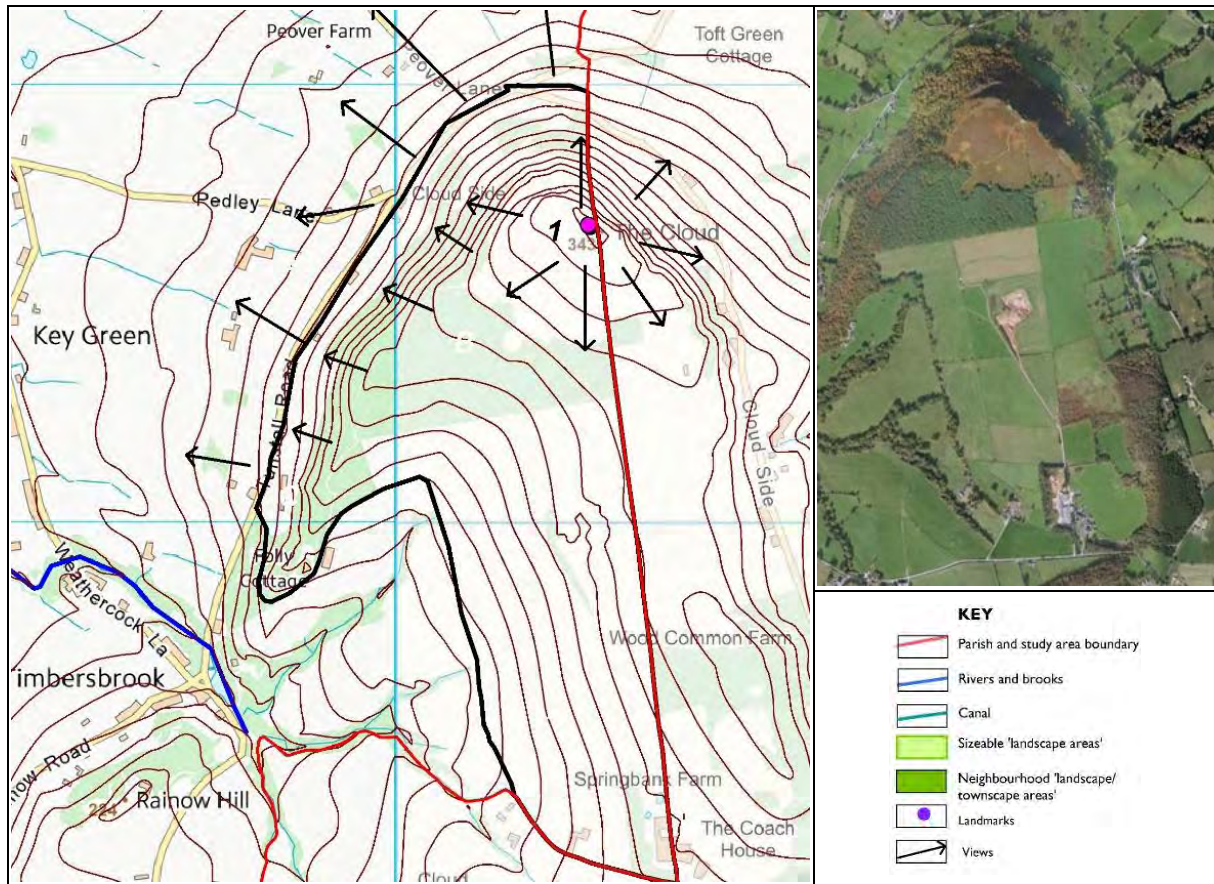 Peover Farm
Toft Green
Cottage
Peover Lane
Cloud Side
Pedley Lane
1
343
The Cloud
Key Green
Tunstall Road
Cloud Side
Folly
Cottage
Weathercock La
Wood Common Farm
imbersbrook
now Road
Springbank Farm
224
Rainow Hill
The Coach
House
Cloud
KEY
Parish and study area boundary
Rivers and brooks
Canal
Sizeable 'landscape areas'
Neighbourhood 'landscape/
townscape areas'
Landmarks
Views